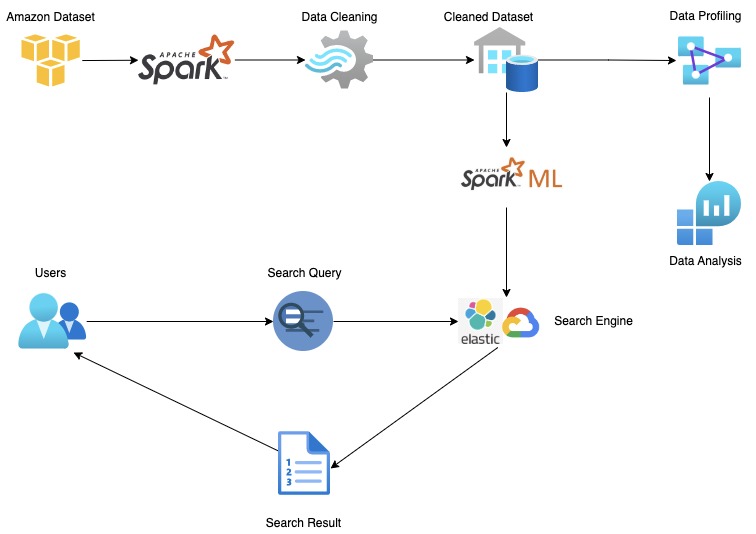 Amazon Dataset
Data Cleaning
Cleaned Dataset
Data Profiling
APACHE
Spark™
APACHE
Spark ML
Data Analysis
Users
Search Query
elastic
Search Engine
1
2
3
Search Result